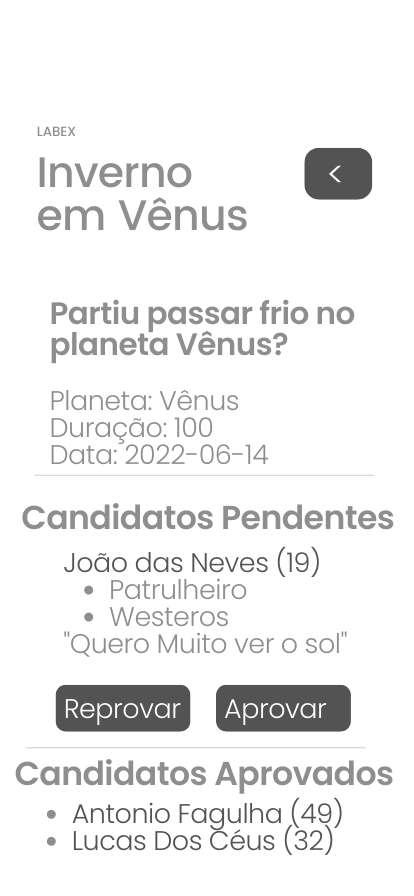 LABEX
Inverno
em Vênus
<
Partiu passar frio no
planeta Vênus?
Planeta: Vênus
Duração: 100
Data: 2022-06-14
Candidatos Pendentes
João das Neves (19)
• Patrulheiro
• Westeros
"Quero Muito ver o sol"
Reprovar Aprovar
Candidatos Aprovados
• Antonio Fagulha (49)
• Lucas Dos Céus (32)